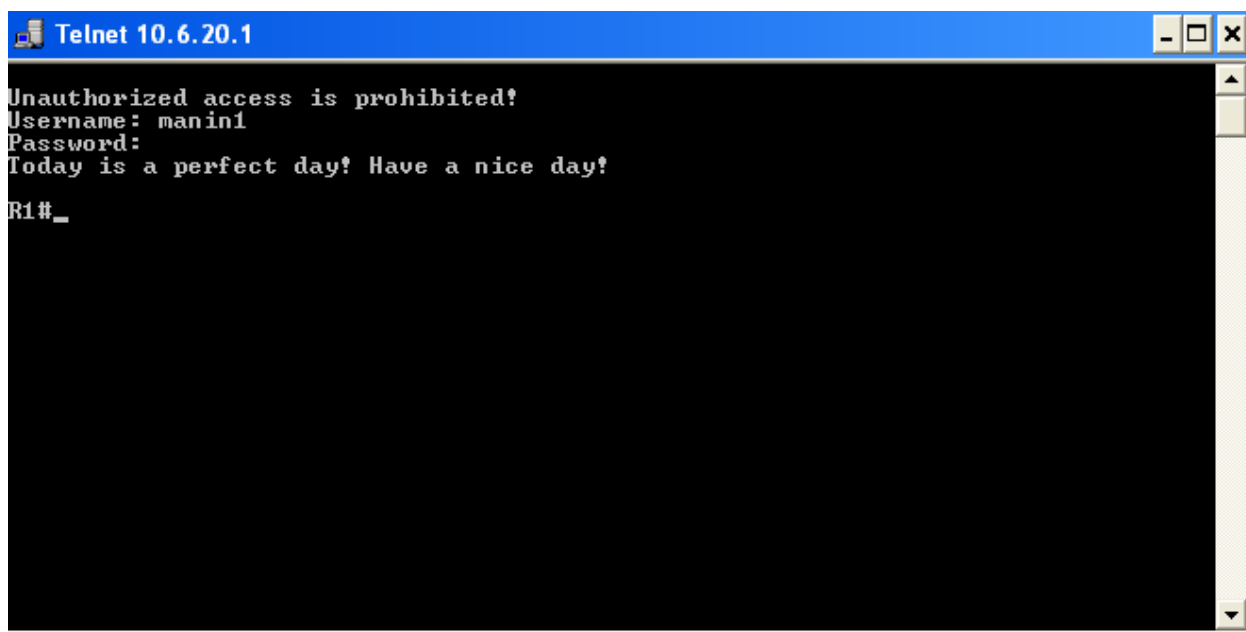 Telnet 10.6.20.1
Unauthorized access is prohibited!
Username: manin1
Password:
Today is a perfect day! Have a nice day!
R1#_